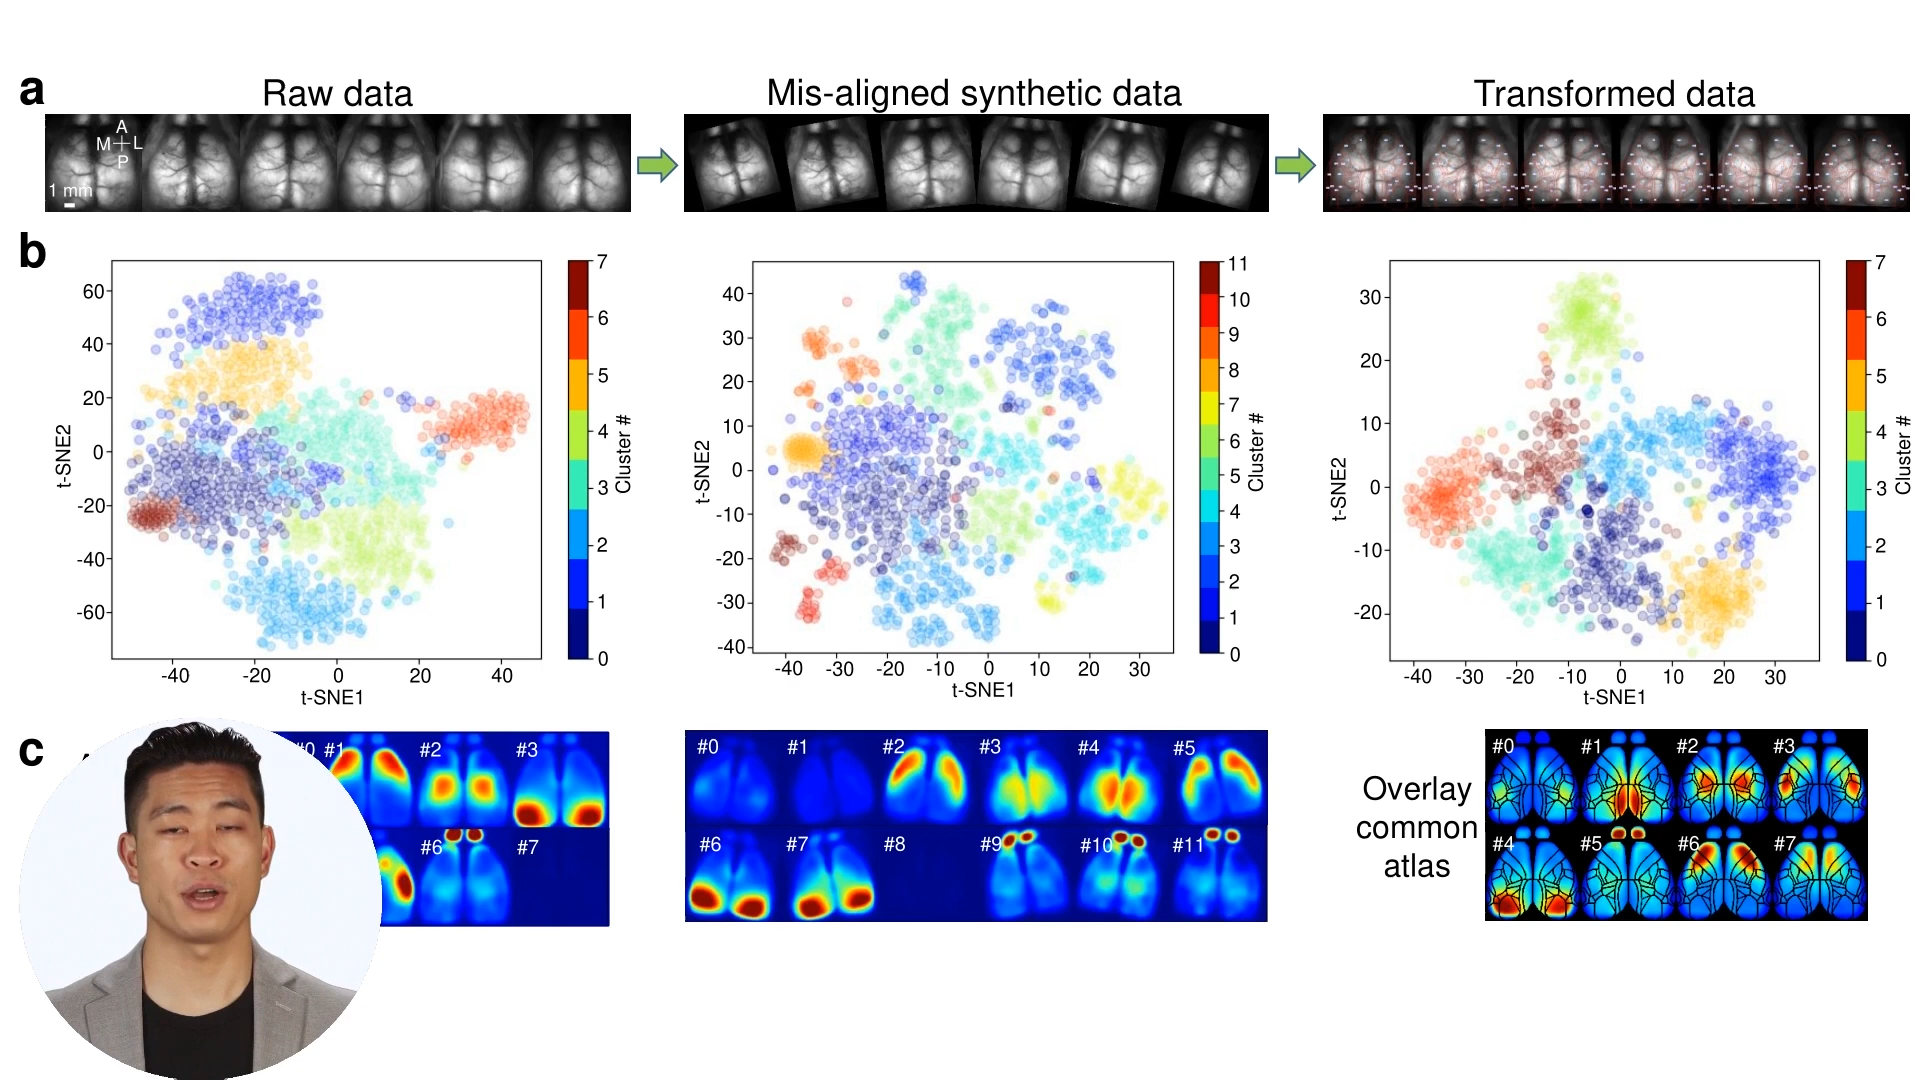 a
Raw data
Mis-aligned synthetic data
Transformed data
A
M L
P
1 mm
b
7
6
5
4
3
2
1
0
Cluster #
60
40
20
0
-20
-40
-60
t-SNE2
-40 -20 0 20 40
t-SNE1
11
10
9
8
7
6
5
4
3
2
1
0
Cluster #
40
30
20
10
0
-10
-20
-30
-40
t-SNE2
-40 -30 -20 -10 0 10 20 30
t-SNE1
7
6
5
4
3
2
1
0
Cluster #
30
20
10
0
-10
-20
t-SNE2
-40 -30 -20 -10 0 10 20 30
t-SNE1
c
#0 #1 #2 #3
#6 #7
#0 #1 #2 #3 #4 #5
#6 #7 #8 #9 #10 #11
Overlay
common
atlas
#0 #1 #2 #3
#4 #5 #6 #7